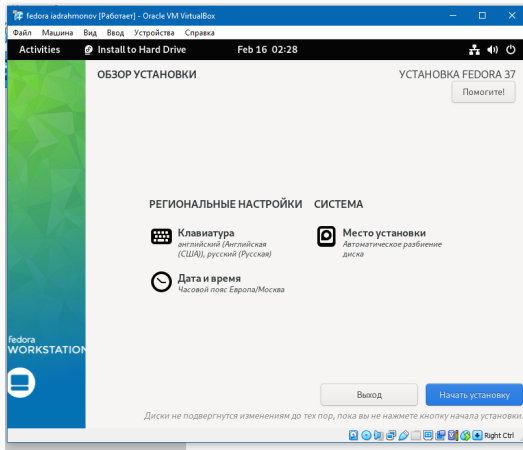 fedora iadrahmonov [Работает] - Oracle VM VirtualBox
Файл Машина Вид Ввод Устройства Справка
Activities Install to Hard Drive Feb 16 02:28
ОБЗОР УСТАНОВКИ
УСТАНОВКА FEDORA 37
Помогите!
РЕГИОНАЛЬНЫЕ НАСТРОЙКИ
Клавиатура
английский (Английская
(США)), русский (Русская)
Дата и время
Часовой пояс Европа/Москва
СИСТЕМА
Место установки
Автоматическое разбиение
диска
fedora
WORKSTATION
Выход
Начать установку
Диски не подвергнутся изменениям до тех пор, пока вы не нажмете кнопку начала установки.
Right Ctrl